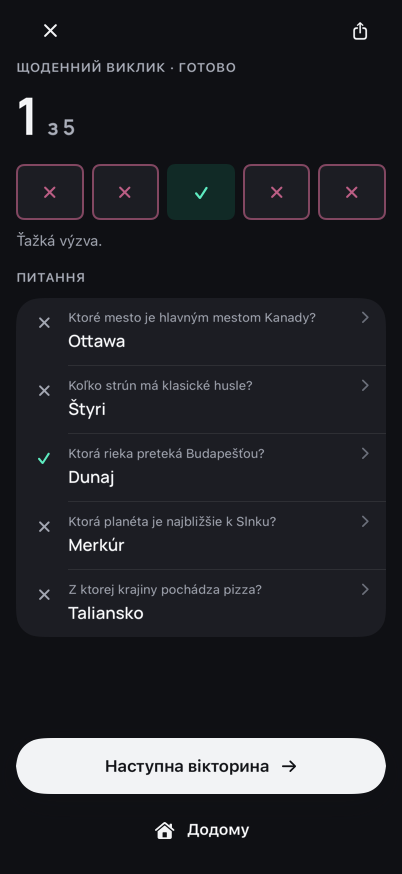 ЩОДЕННИЙ ВИКЛИК · ГОТОВО
1 з 5
Ťažká výzva.
ПИТАННЯ
Ktoré mesto je hlavným mestom Kanady?
Ottawa
Koľko strún má klasické husle?
Štyri
Ktorá rieka preteká Budapešťou?
Dunaj
Ktorá planéta je najbližšie k Slnku?
Merkúr
Z ktorej krajiny pochádza pizza?
Taliansko
Наступна вікторина
Додому